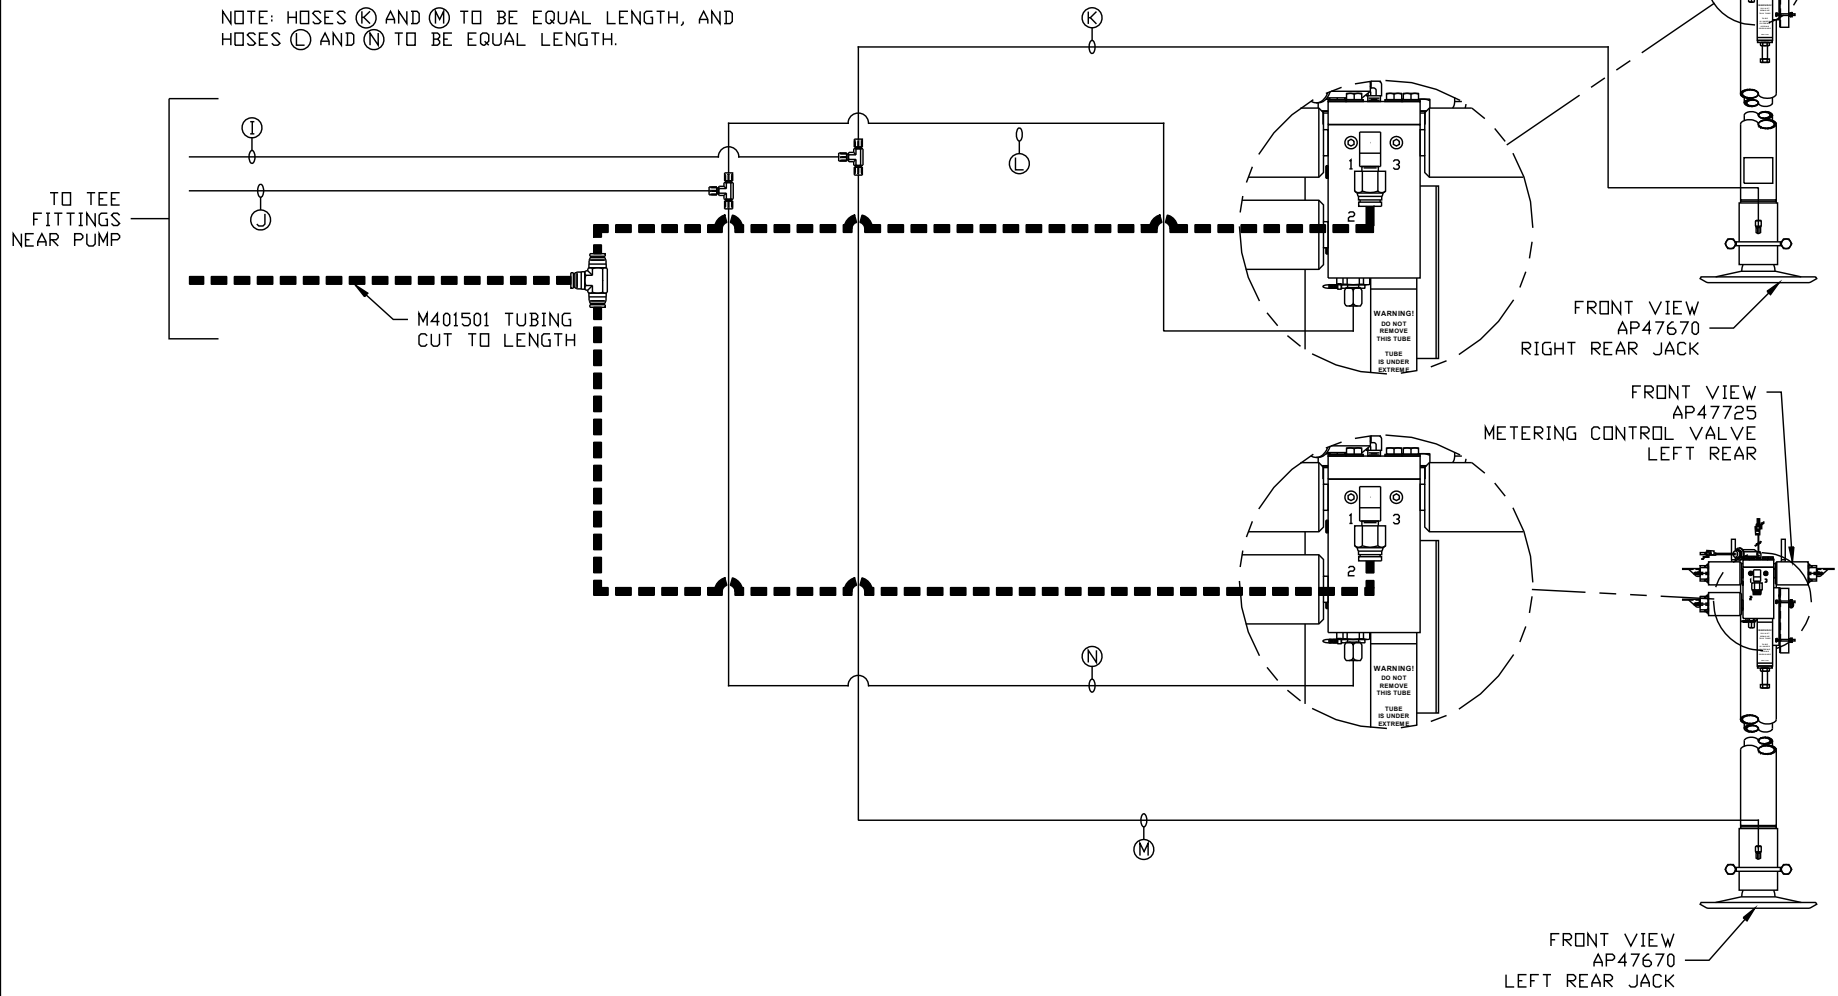 NOTE: HOSES K AND M TO BE EQUAL LENGTH, AND
HOSES L AND N TO BE EQUAL LENGTH.
K
I
L
J
TO TEE
FITTINGS
NEAR PUMP
M401501 TUBING
CUT TO LENGTH
1 3
2
WARNING!
DO NOT
REMOVE
THIS TUBE
TUBE
IS UNDER
EXTREME
FRONT VIEW
AP47670
RIGHT REAR JACK
FRONT VIEW
AP47725
METERING CONTROL VALVE
LEFT REAR
1 3
2
WARNING!
DO NOT
REMOVE
THIS TUBE
TUBE
IS UNDER
EXTREME
N
M
FRONT VIEW
AP47670
LEFT REAR JACK